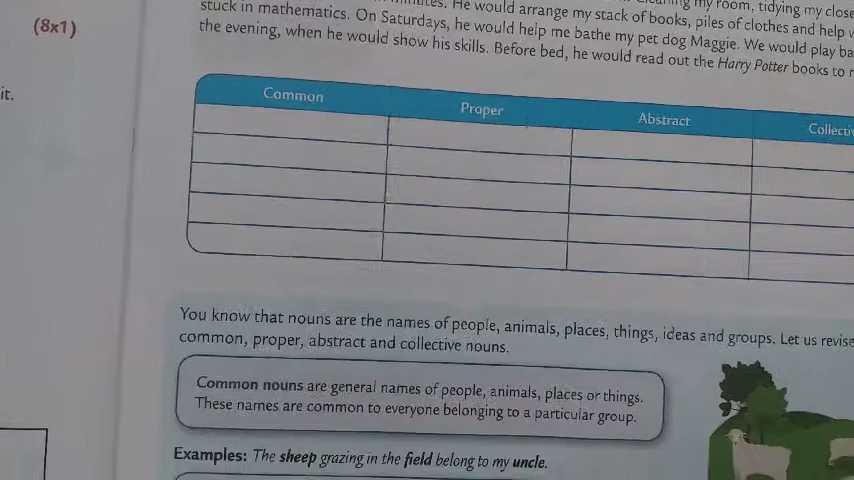 minutes. He would arrange my stack of books, piles of clothes and help
my room, tidying my
stuck in mathematics. On Saturdays, he would help me bathe my pet dog Maggie. We would play
the evening, when he would show his skills. Before bed, he would read out the Harry Potter books to
(8x1)
it.
Common Proper Abstract
You know that nouns are the names of people, animals, places, things, ideas and groups. Let us revise
common, proper, abstract and collective nouns.
Common nouns are general names of people, animals, places or things.
These names are common to everyone belonging to a particular group.
Examples: The sheep grazing in the field belong to my uncle.